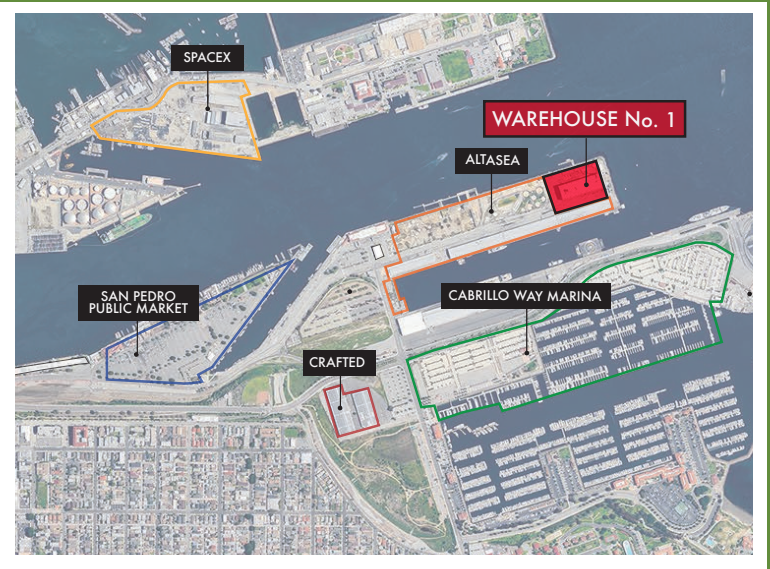 SPACEX
WAREHOUSE No. 1
ALTASEA
SAN PEDRO
PUBLIC MARKET
CABRILLO WAY MARINA
CRAFTED